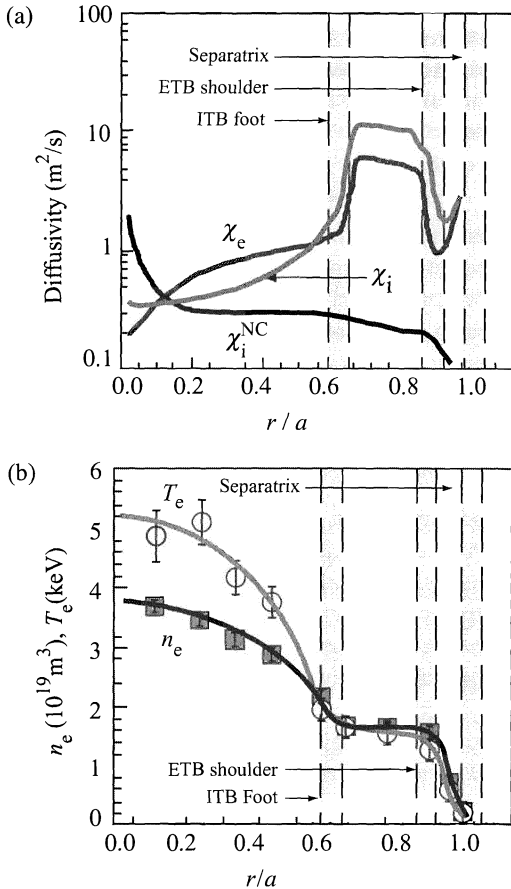 (a)
100
10
1
0.1
Diffusivity (m²/s)
Separatrix
ETB shoulder
ITB foot
χₑ
χᵢ
χᵢᴺᶜ
0.0 0.2 0.4 0.6 0.8 1.0
r / a
(b)
6
5
4
3
2
1
0
nₑ (10¹⁹m³), Tₑ(keV)
Separatrix
Tₑ
nₑ
ETB shoulder
ITB Foot
0.0 0.2 0.4 0.6 0.8 1.0
r/a